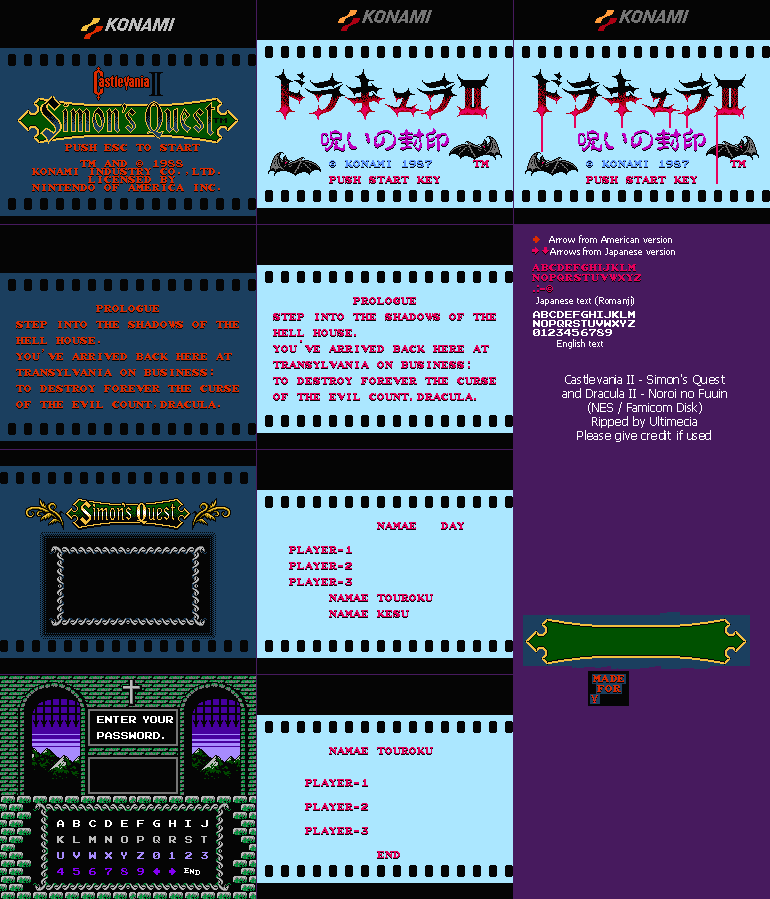 KONAMI
Castlevania II
Simon's Quest™
PUSH ESC TO START
TM AND © 1988
KONAMI INDUSTRY CO.,LTD.
LICENSED BY
NINTENDO OF AMERICA INC.
KONAMI
ドラキュラII
呪いの封印
© KONAMI 1987
TM
PUSH START KEY
KONAMI
ドラキュラII
呪いの封印
© KONAMI 1987
TM
PUSH START KEY
PROLOGUE
STEP INTO THE SHADOWS OF THE
HELL HOUSE.
YOU'VE ARRIVED BACK HERE AT
TRANSYLVANIA ON BUSINESS:
TO DESTROY FOREVER THE CURSE
OF THE EVIL COUNT.DRACULA.
PROLOGUE
STEP INTO THE SHADOWS OF THE
HELL HOUSE.
YOU'VE ARRIVED BACK HERE AT
TRANSYLVANIA ON BUSINESS:
TO DESTROY FOREVER THE CURSE
OF THE EVIL COUNT.DRACULA.
Arrow from American version
Arrows from Japanese version
ABCDEFGHIJKLM
NOPQRSTUVWXYZ
Japanese text (Romanji)
ABCDEFGHIJKLM
NOPQRSTUVWXYZ
0123456789
English text
Castlevania II - Simon's Quest
and Dracula II - Noroi no Fuuin
(NES / Famicom Disk)
Ripped by Ultimecia
Please give credit if used
Simon's Quest
NAMAE DAY
PLAYER-1
PLAYER-2
PLAYER-3
NAMAE TOUROKU
NAMAE KESU
MADE
FOR
Y
ENTER YOUR
PASSWORD.
A B C D E F G H I J
K L M N O P Q R S T
U V W X Y Z 0 1 2 3
4 5 6 7 8 9 ◆ ◆ END
NAMAE TOUROKU
PLAYER-1
PLAYER-2
PLAYER-3
END